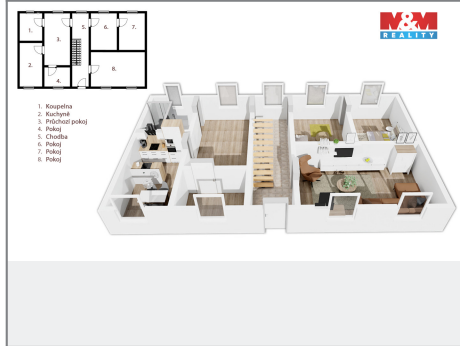 1.
3.
5.
6.
7.
2.
8.
4.
M&M
REALITY
1. Koupelna
2. Kuchyně
3. Průchozí pokoj
4. Pokoj
5. Chodba
6. Pokoj
7. Pokoj
8. Pokoj